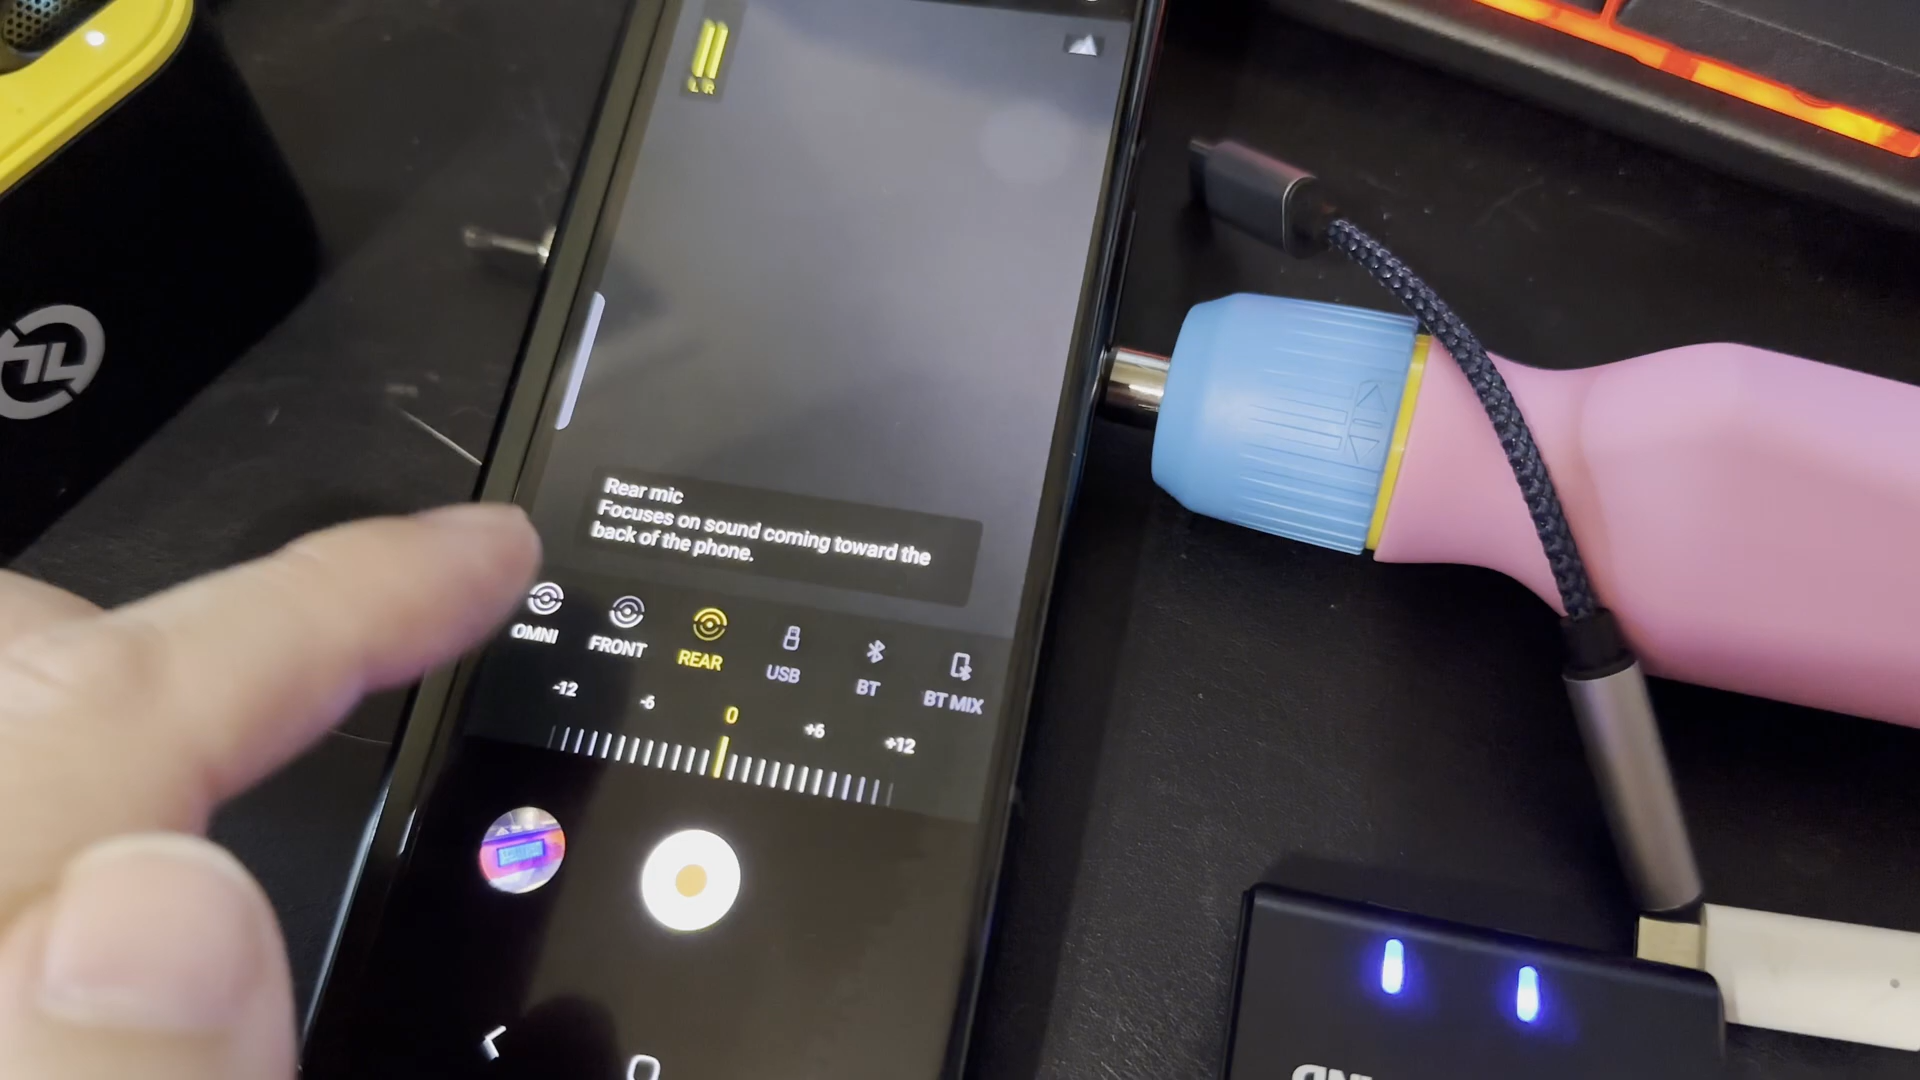 L R
Rear mic
Focuses on sound coming toward the
back of the phone.
OMNI FRONT REAR USB BT BT MIX
-12 -6 0 +6 +12